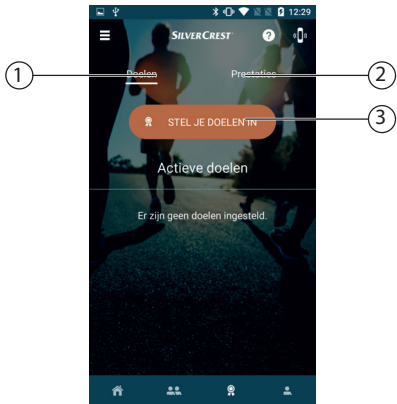 12:29
SILVERCREST
?
1
Doelen
Prestaties
2
STEL JE DOELEN IN
3
Actieve doelen
Er zijn geen doelen ingesteld.